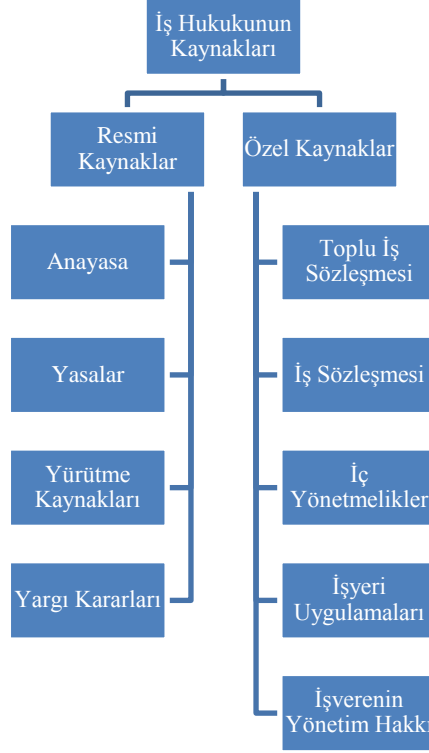 İş Hukukunun
Kaynakları
Resmi
Kaynaklar
Özel Kaynaklar
Anayasa
Yasalar
Yürütme
Kaynakları
Yargı Kararları
Toplu İş
Sözleşmesi
İş Sözleşmesi
İç
Yönetmelikler
İşyeri
Uygulamaları
İşverenin
Yönetim Hakkı